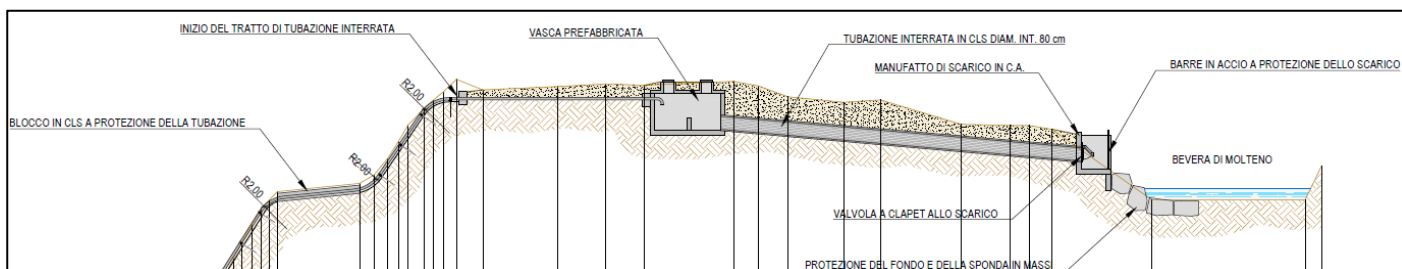 INIZIO DEL TRATTO DI TUBAZIONE INTERRATA
VASCA PREFABBRICATA
TUBAZIONE INTERRATA IN CLS DIAM. INT. 80 cm
MANUFATTO DI SCARICO IN C.A.
BARRE IN ACCIO A PROTEZIONE DELLO SCARICO
R2,00
BLOCCO IN CLS A PROTEZIONE DELLA TUBAZIONE
R2,00
R2,00
BEVERA DI MOLTENO
VALVOLA A CLAPET ALLO SCARICO
PROTEZIONE DEL FONDO E DELLA SPONDA IN MASSI